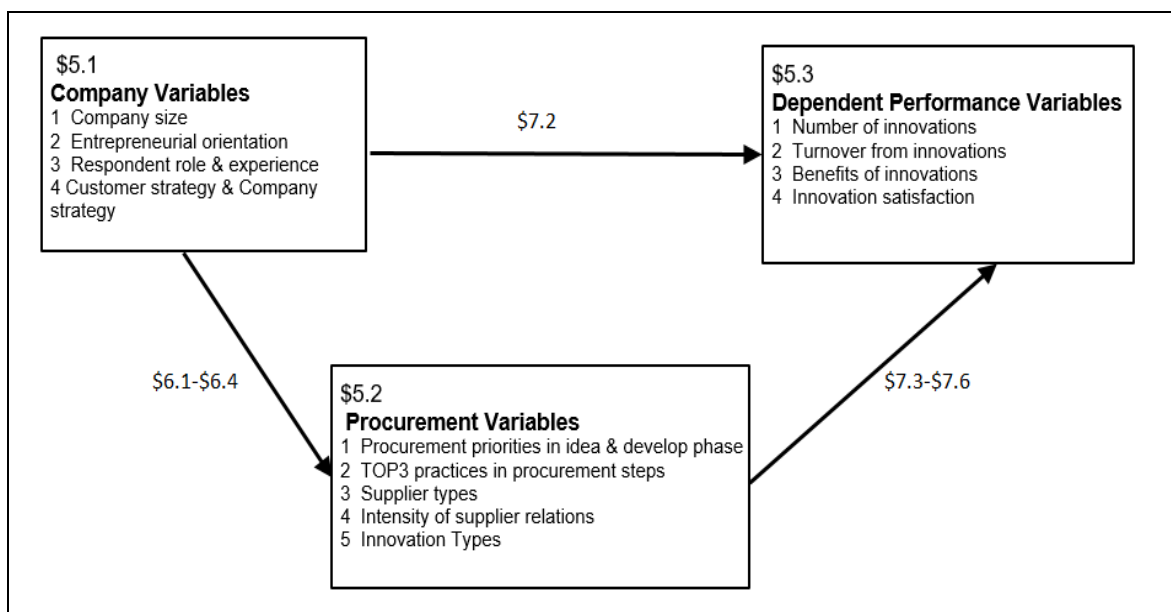 $5.1
Company Variables
1 Company size
2 Entrepreneurial orientation
3 Respondent role & experience
4 Customer strategy & Company
strategy
$7.2
$5.3
Dependent Performance Variables
1 Number of innovations
2 Turnover from innovations
3 Benefits of innovations
4 Innovation satisfaction
$6.1-$6.4
$5.2
Procurement Variables
1 Procurement priorities in idea & develop phase
2 TOP3 practices in procurement steps
3 Supplier types
4 Intensity of supplier relations
5 Innovation Types
$7.3-$7.6